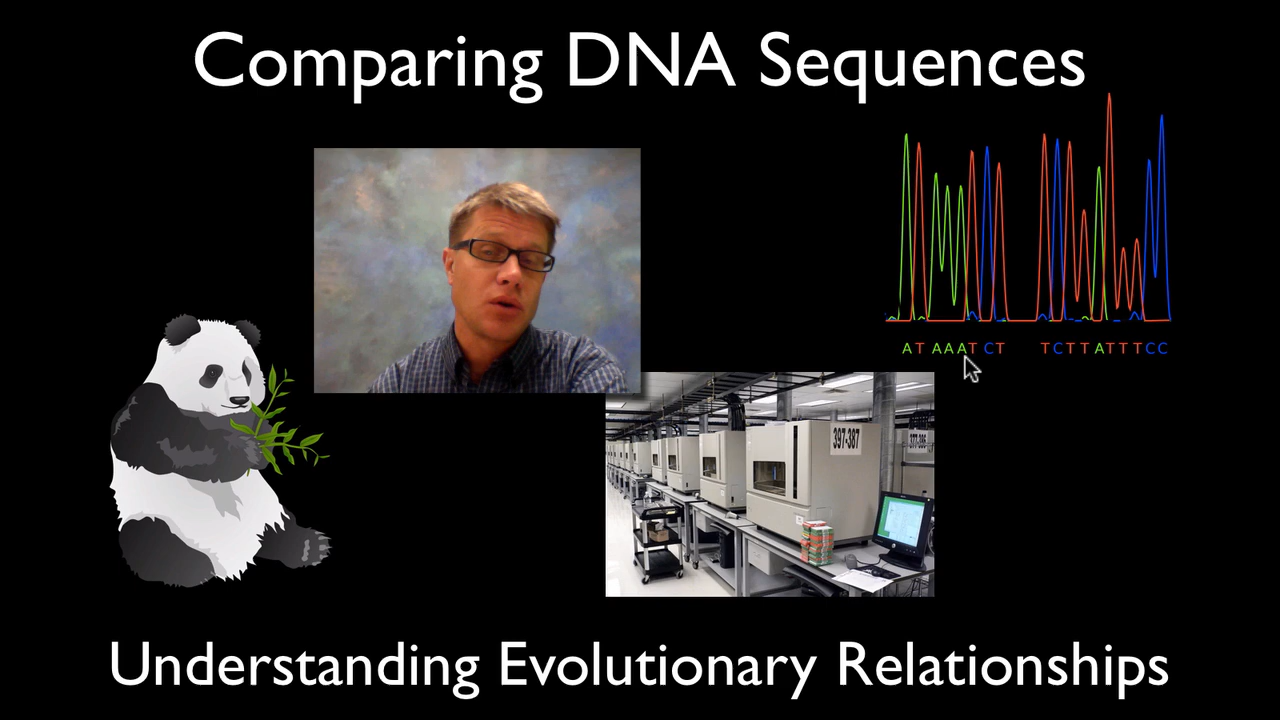 Comparing DNA Sequences
AT AAAT CT TCTTATTTCC
397-387
Understanding Evolutionary Relationships